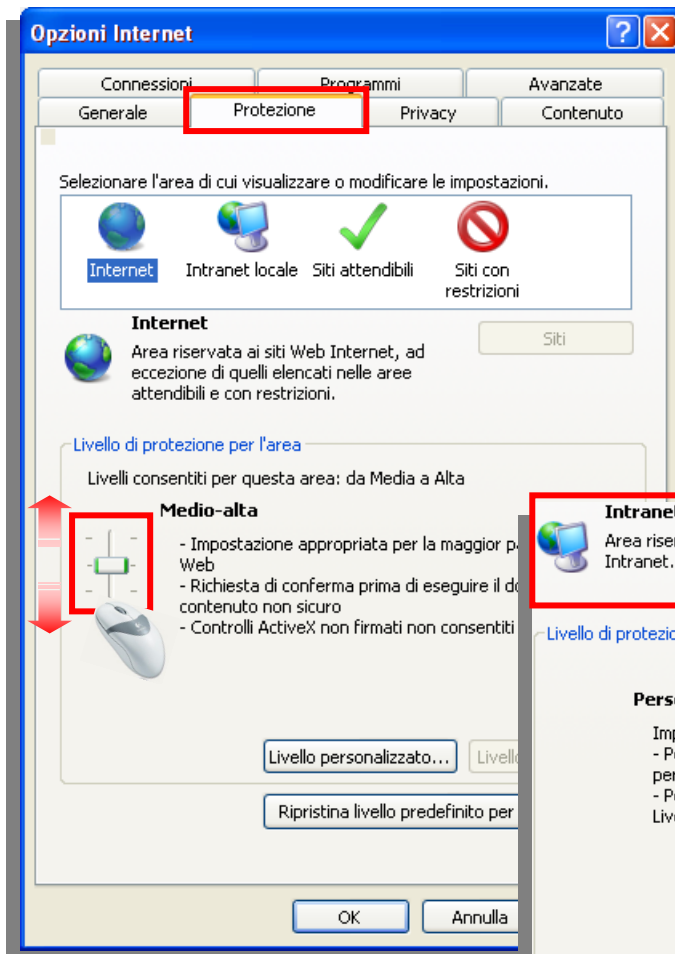 Opzioni Internet
Connessioni Programmi Avanzate
Generale Protezione Privacy Contenuto
Selezionare l'area di cui visualizzare o modificare le impostazioni.
Internet Intranet locale Siti attendibili Siti con
restrizioni
Internet
Siti
Area riservata ai siti Web Internet, ad
eccezione di quelli elencati nelle aree
attendibili e con restrizioni.
Livello di protezione per l'area
Livelli consentiti per questa area: da Media a Alta
Medio-alta
- Impostazione appropriata per la maggior
Web
- Richiesta di conferma prima di eseguire il
contenuto non sicuro
- Controlli ActiveX non firmati non consentiti
Livello personalizzato...
Ripristina livello predefinito per
OK Annulla
Area
Intranet.
Livello di